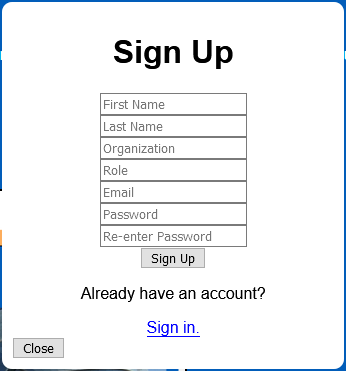 Sign Up
First Name
Last Name
Organization
Role
Email
Password
Re-enter Password
Sign Up
Already have an account?
Sign in.
Close